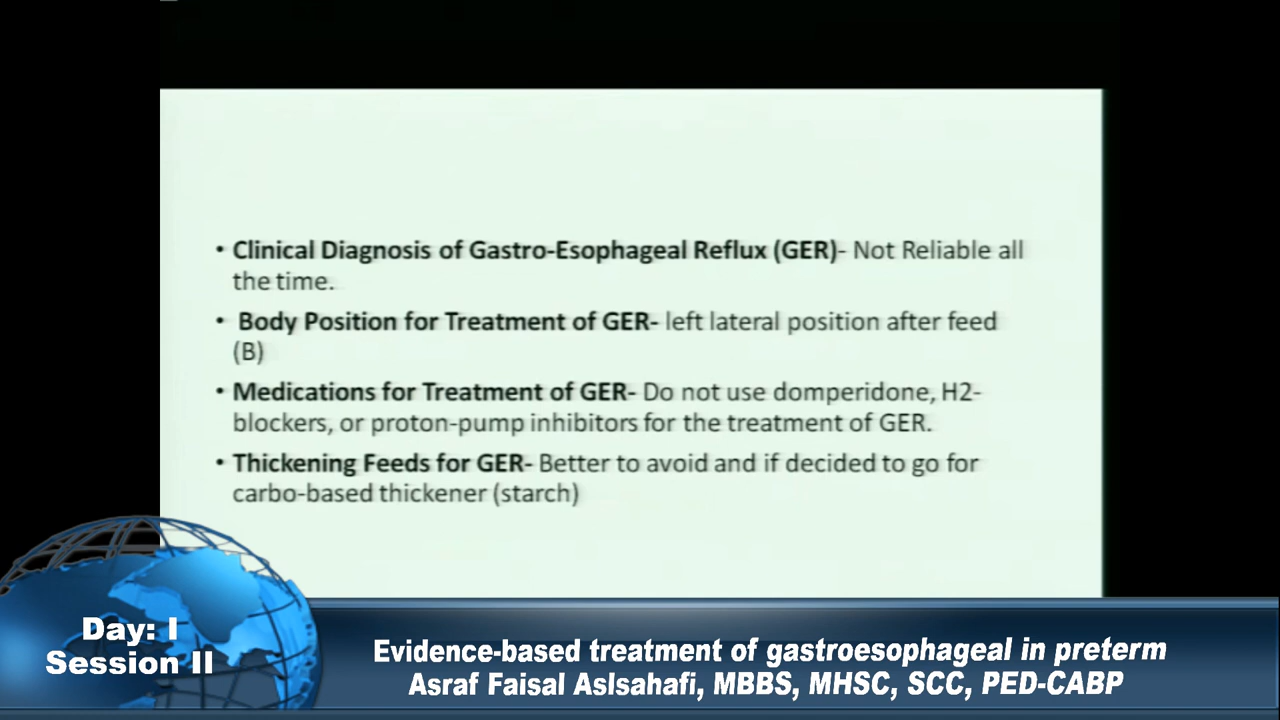 • Clinical Diagnosis of Gastro-Esophageal Reflux (GER)- Not Reliable all
the time.
• Body Position for Treatment of GER- left lateral position after feed
(B)
• Medications for Treatment of GER- Do not use domperidone, H2-
blockers, or proton-pump inhibitors for the treatment of GER.
• Thickening Feeds for GER- Better to avoid and if decided to go for
carbo-based thickener (starch)
Day: I
Session II
Evidence-based treatment of gastroesophageal in preterm
Asraf Faisal Aslsahafi, MBBS, MHSC, SCC, PED-CABP